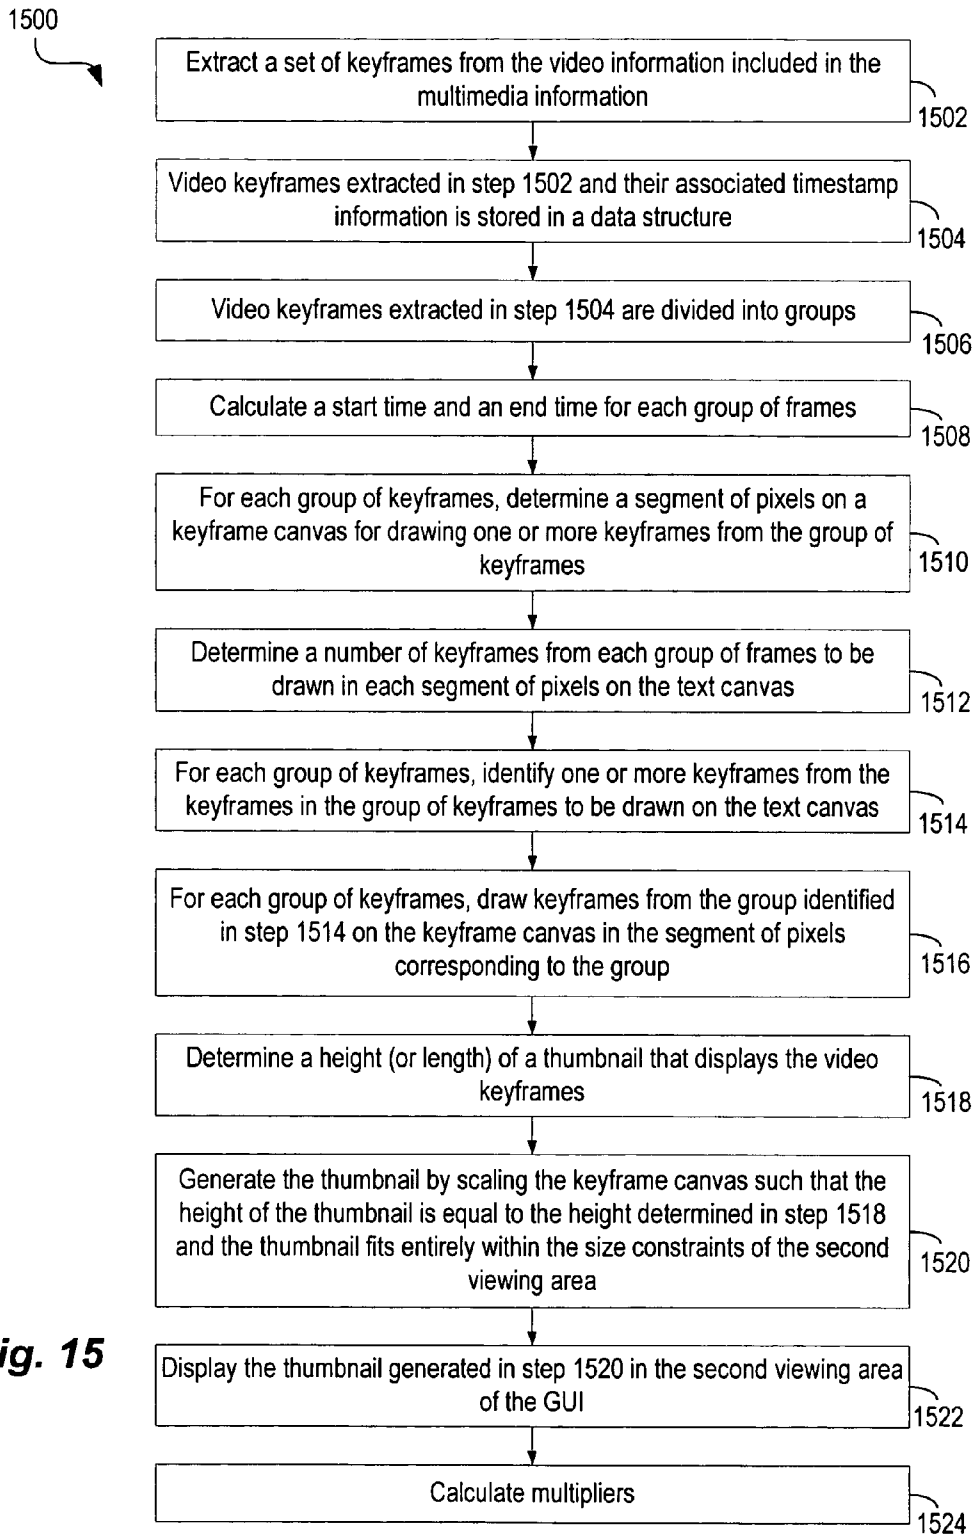 1500
Extract a set of keyframes from the video information included in the
multimedia information
1502
Video keyframes extracted in step 1502 and their associated timestamp
information is stored in a data structure
1504
Video keyframes extracted in step 1504 are divided into groups
1506
Calculate a start time and an end time for each group of frames
1508
For each group of keyframes, determine a segment of pixels on a
keyframe canvas for drawing one or more keyframes from the group of
keyframes
1510
Determine a number of keyframes from each group of frames to be
drawn in each segment of pixels on the text canvas
1512
For each group of keyframes, identify one or more keyframes from the
keyframes in the group of keyframes to be drawn on the text canvas
1514
For each group of keyframes, draw keyframes from the group identified
in step 1514 on the keyframe canvas in the segment of pixels
corresponding to the group
1516
Determine a height (or length) of a thumbnail that displays the video
keyframes
1518
Generate the thumbnail by scaling the keyframe canvas such that the
height of the thumbnail is equal to the height determined in step 1518
and the thumbnail fits entirely within the size constraints of the second
viewing area
1520
ig. 15
Display the thumbnail generated in step 1520 in the second viewing area
of the GUI
1522
Calculate multipliers
1524